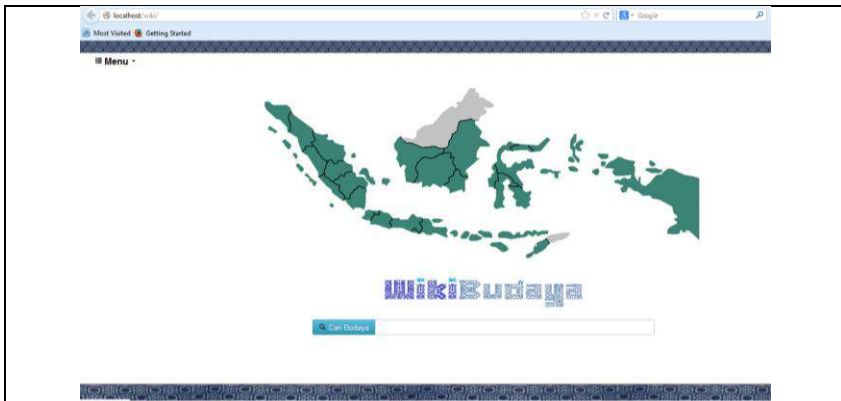 localhost/wiki/
Google
Most Visited
Getting Started
Menu
WikiBudaya
Cari Budaya